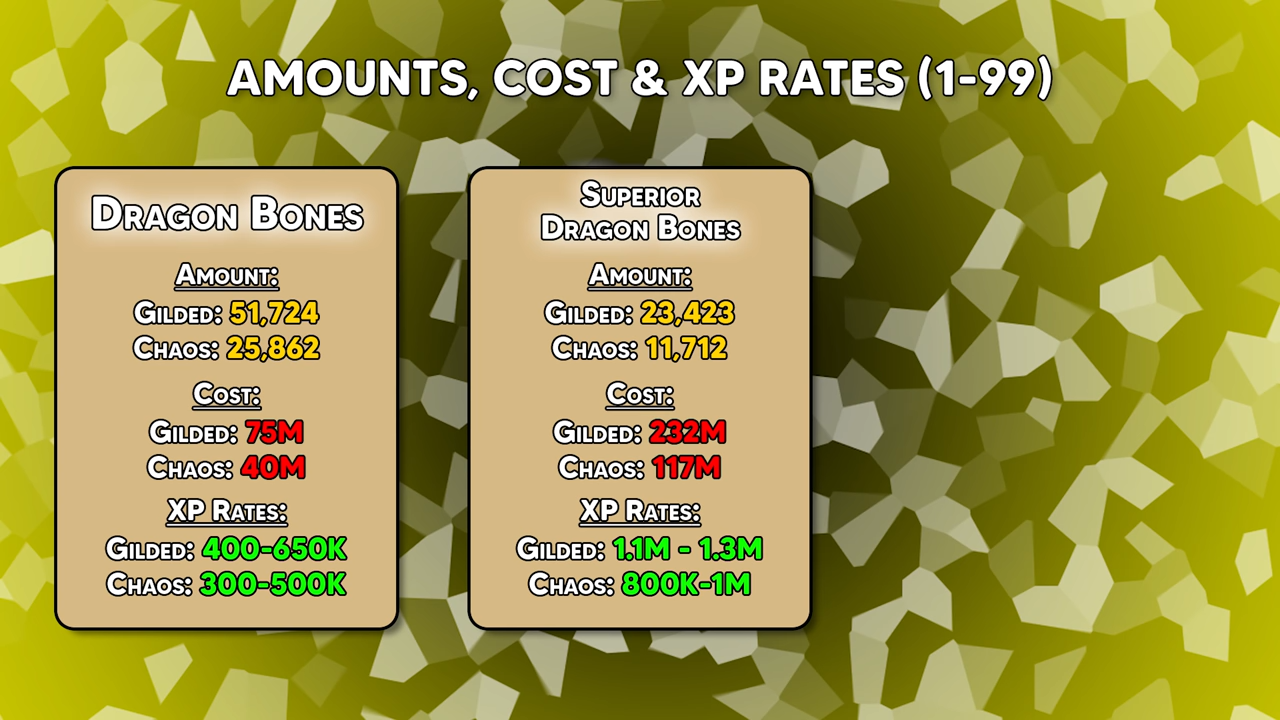 AMOUNTS, COST & XP RATES (1-99)
DRAGON BONES
AMOUNT:
GILDED: 51,724
CHAOS: 25,862
COST:
GILDED: 75M
CHAOS: 40M
XP RATES:
GILDED: 400-650K
CHAOS: 300-500K
SUPERIOR
DRAGON BONES
AMOUNT:
GILDED: 23,423
CHAOS: 11,712
COST:
GILDED: 232M
CHAOS: 117M
XP RATES:
GILDED: 1.1M - 1.3M
CHAOS: 800K-1M